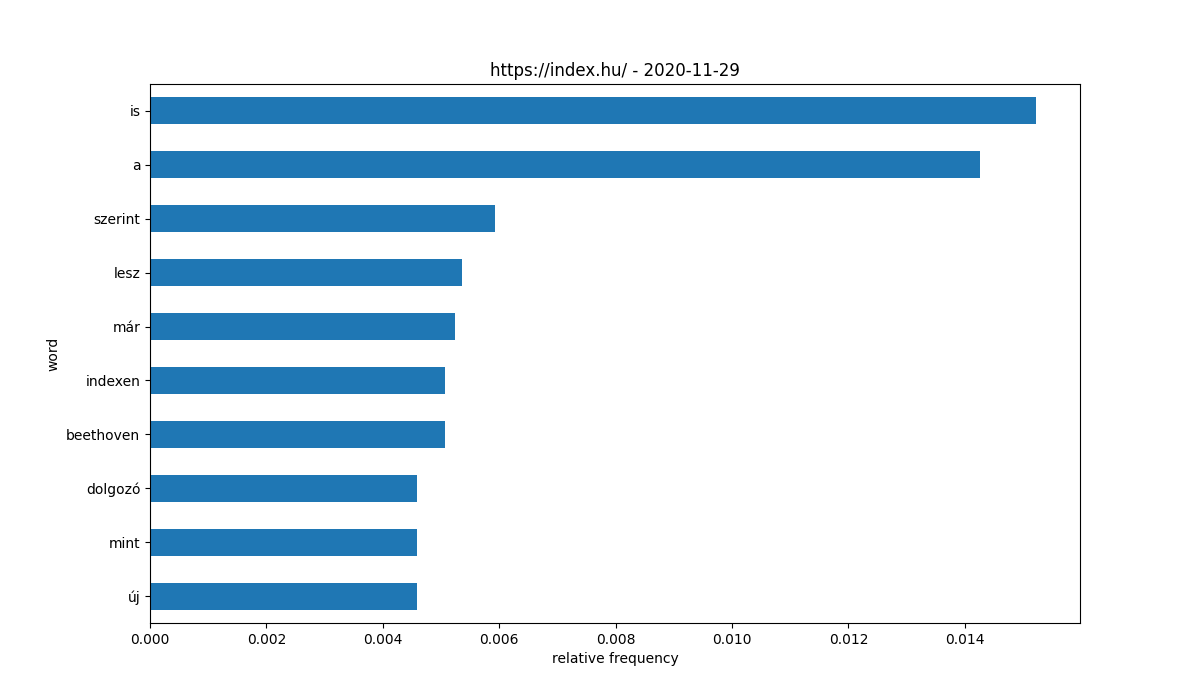 https://index.hu/ - 2020-11-29
is
a
szerint
lesz
már
indexen
beethoven
dolgozó
mint
új
word
0.000 0.002 0.004 0.006 0.008 0.010 0.012 0.014
relative frequency